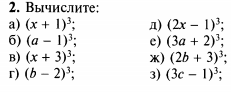 2. Вычислите:
а) (x + 1)³; д) (2x − 1)³;
б) (a − 1)³; е) (3a + 2)³;
в) (x + 3)³; ж) (2b + 3)³;
г) (b − 2)³; з) (3c − 1)³.